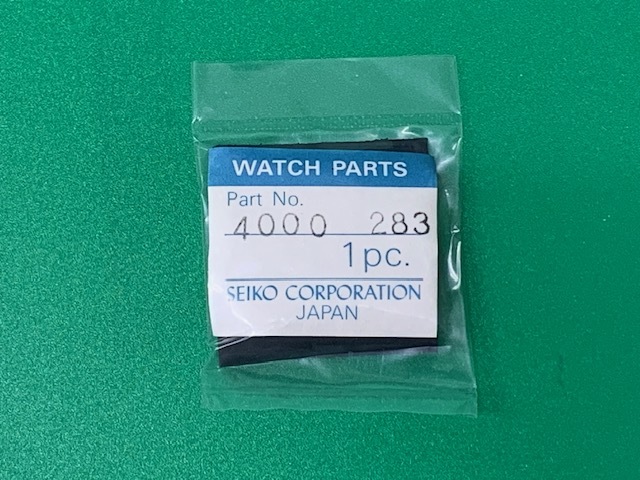 WATCH PARTS
Part No.
4000 283
1pc.
SEIKO CORPORATION
JAPAN